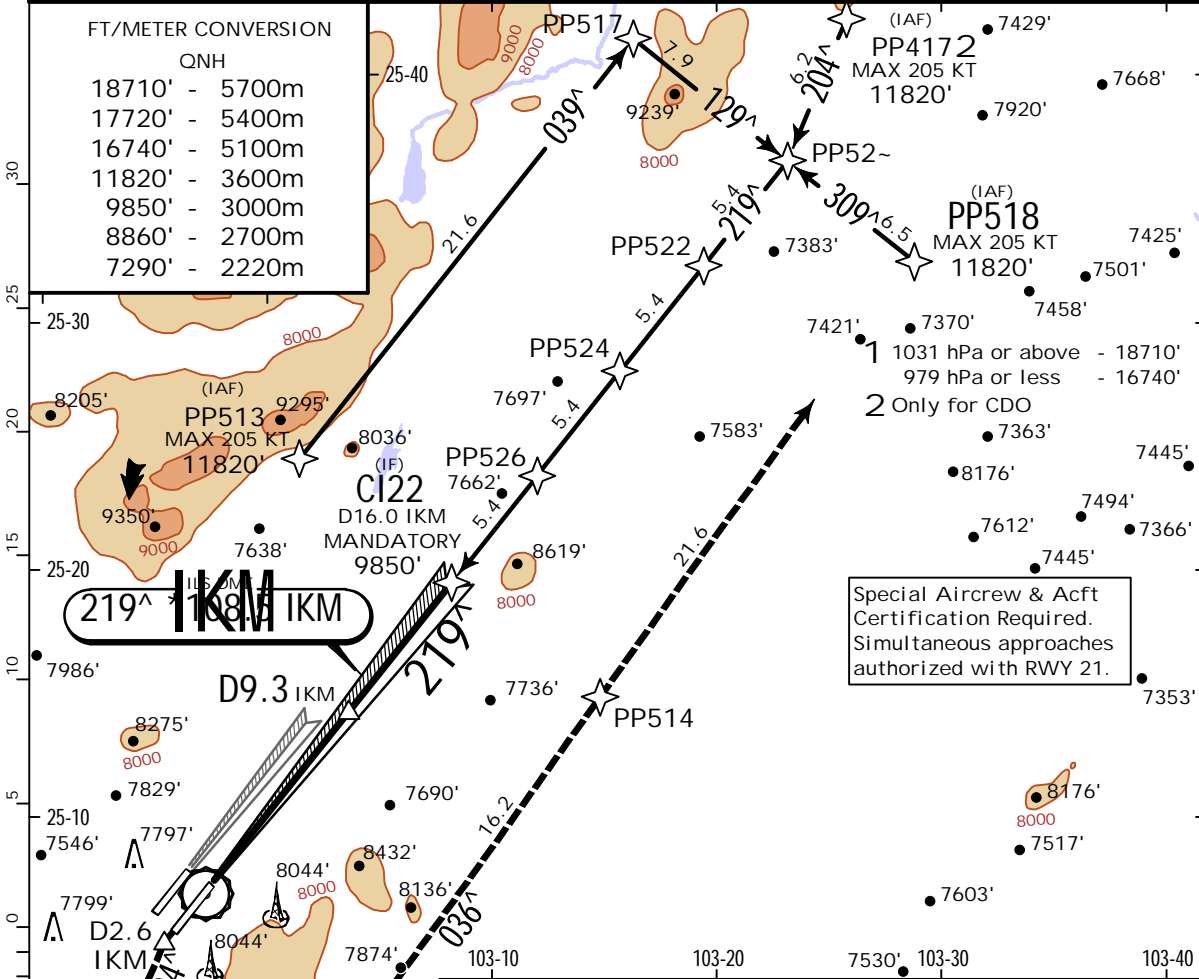 FT/METER CONVERSION
QNH
18710' - 5700m
17720' - 5400m
16740' - 5100m
11820' - 3600m
9850' - 3000m
8860' - 2700m
7290' - 2220m
25-40
9000
8000
PP517
7.9
129^
9239'
8000
039^
21.6
(IAF)
PP417 2
MAX 205 KT
11820'
6.2
204^
7429'
7668'
7920'
PP52~
5.4
219^
309^
6.5
(IAF)
PP518
MAX 205 KT
11820'
PP522
7383'
7425'
7501'
7458'
30
25
25-30
8000
5.4
PP524
7421'
7370'
1 1031 hPa or above - 18710'
979 hPa or less - 16740'
2 Only for CDO
7697'
5.4
7583'
7363'
8205'
20
(IAF)
PP513
MAX 205 KT
11820'
9295'
8036'
(IF)
CI22
D16.0 IKM
MANDATORY
9850'
PP526
7662'
5.4
8176'
7445'
9350'
9000
7638'
8619'
8000
21.6
7494'
7612'
7366'
7445'
15
25-20
ILS DME
IKM
219^ *108.5 IKM
219^
Special Aircrew & Acft
Certification Required.
Simultaneous approaches
authorized with RWY 21.
7986'
10
D9.3 IKM
7736'
PP514
7353'
8275'
8000
7829'
5
25-10
7690'
16.2
8176'
8000
7546'
7797'
8432'
8044'
8000
8136'
7517'
7603'
7799'
0
D2.6
IKM
8044'
7874'
036^
7530'
103-10
103-20
103-30
103-40